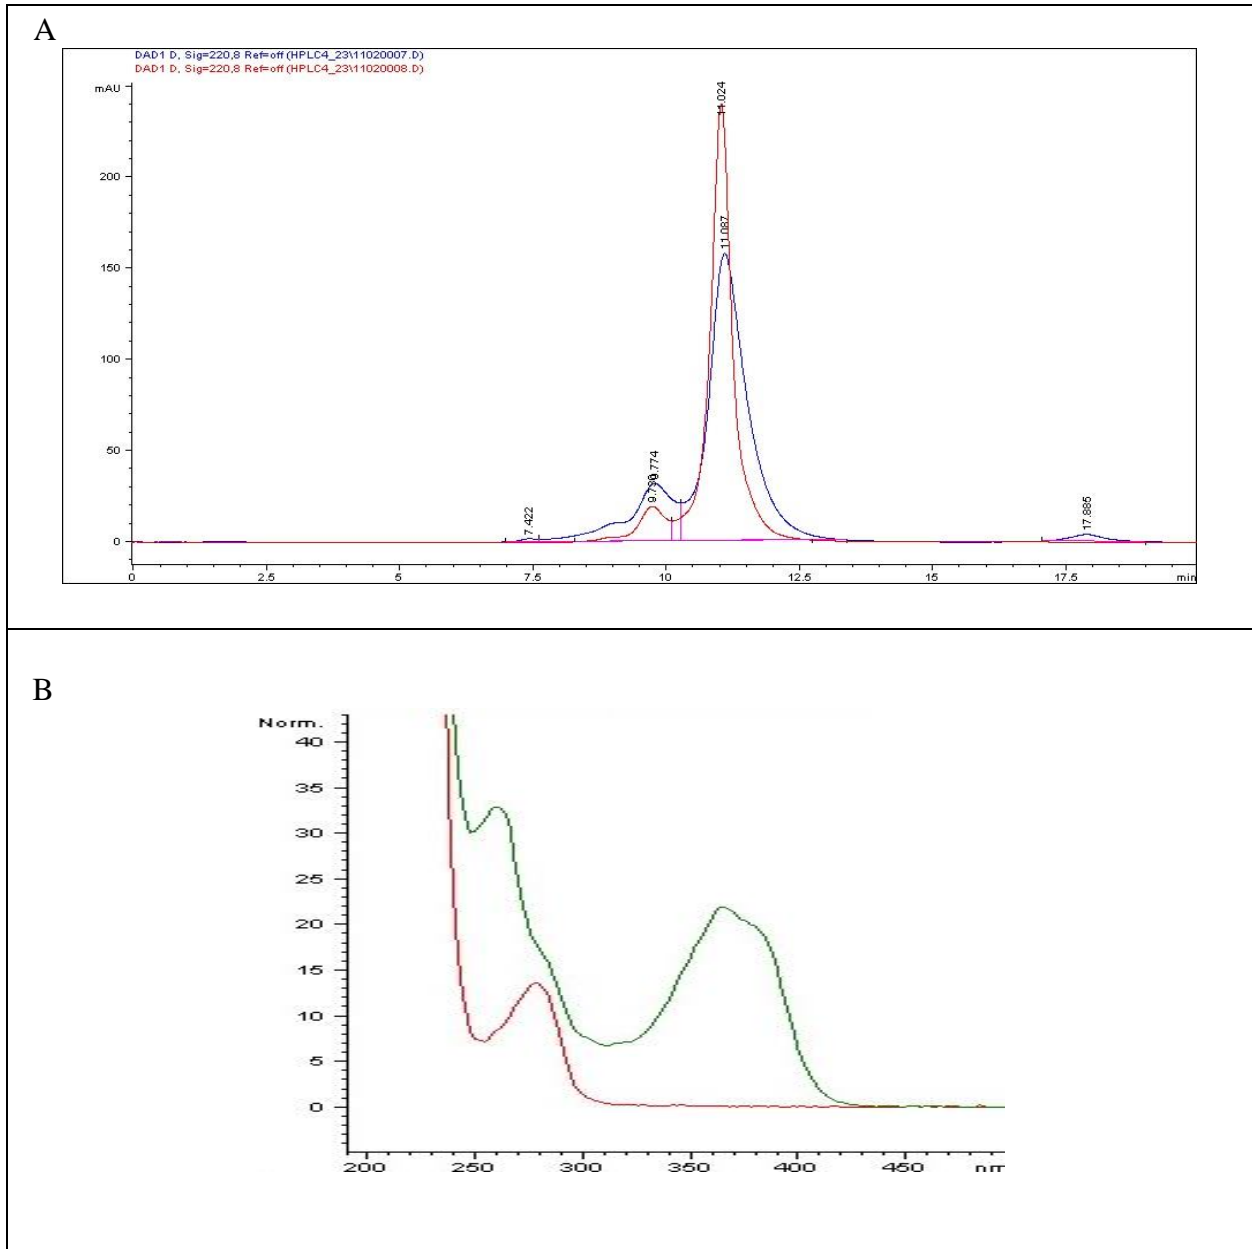 A
DAD1 D, Sig=220,8 Ref=off (HPLC4_23\11020007.D)
DAD1 D, Sig=220,8 Ref=off (HPLC4_23\11020008.D)
mAU
11.024
200
11.087
150
100
50
9.774
7.422
17.885
0
0 2.5 5 7.5 10 12.5 15 17.5 min
B
Norm.
40
35
30
25
20
15
10
5
0
200 250 300 350 400 450 nm